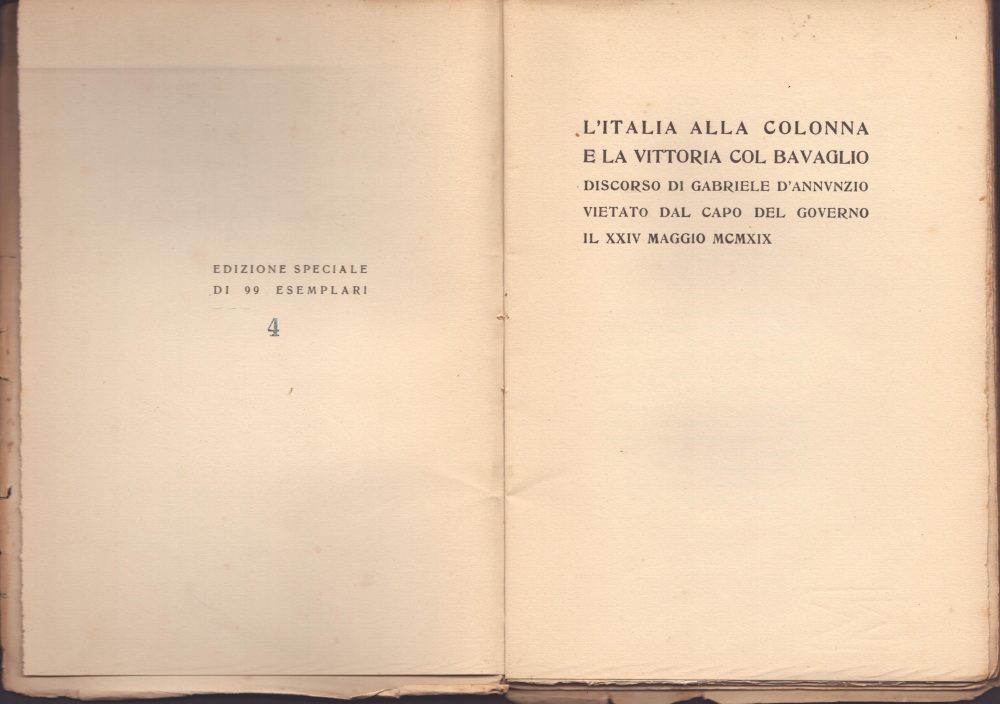 EDIZIONE SPECIALE
DI 99 ESEMPLARI
4
L'ITALIA ALLA COLONNA
E LA VITTORIA COL BAVAGLIO
DISCORSO DI GABRIELE D'ANNVNZIO
VIETATO DAL CAPO DEL GOVERNO
IL XXIV MAGGIO MCMXIX